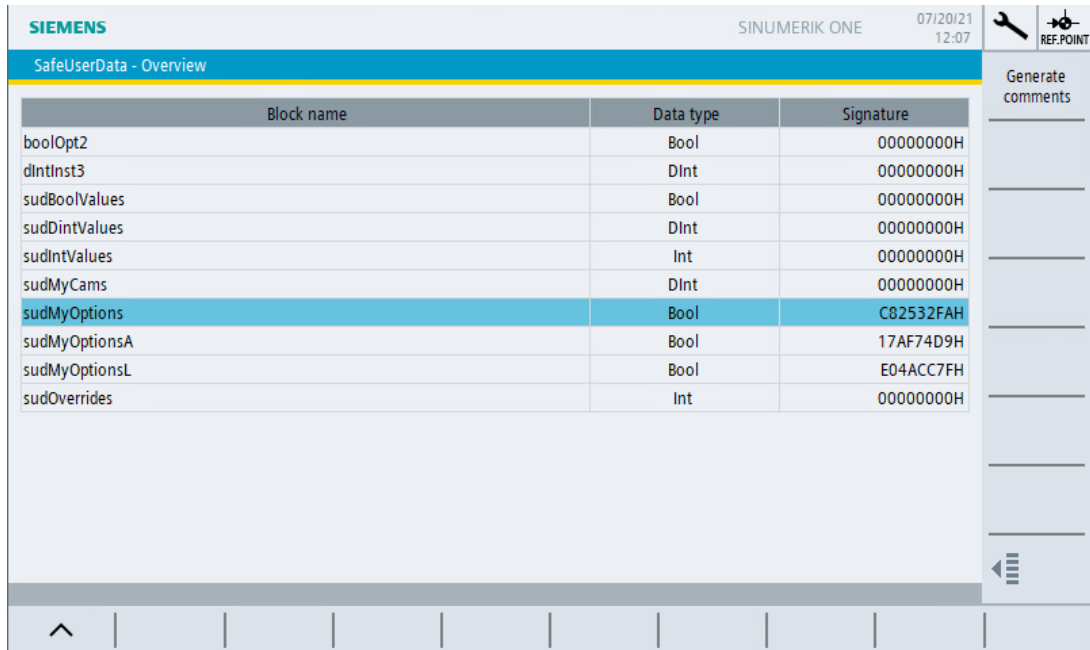 SIEMENS
SINUMERIK ONE
07/20/21
12:07
REF.POINT
SafeUserData - Overview
Generate
comments
Block name Data type Signature
boolOpt2 Bool 00000000H
dIntInst3 DInt 00000000H
sudBoolValues Bool 00000000H
sudDintValues DInt 00000000H
sudIntValues Int 00000000H
sudMyCams DInt 00000000H
sudMyOptions Bool C82532FAH
sudMyOptionsA Bool 17AF74D9H
sudMyOptionsL Bool E04ACC7FH
sudOverrides Int 00000000H